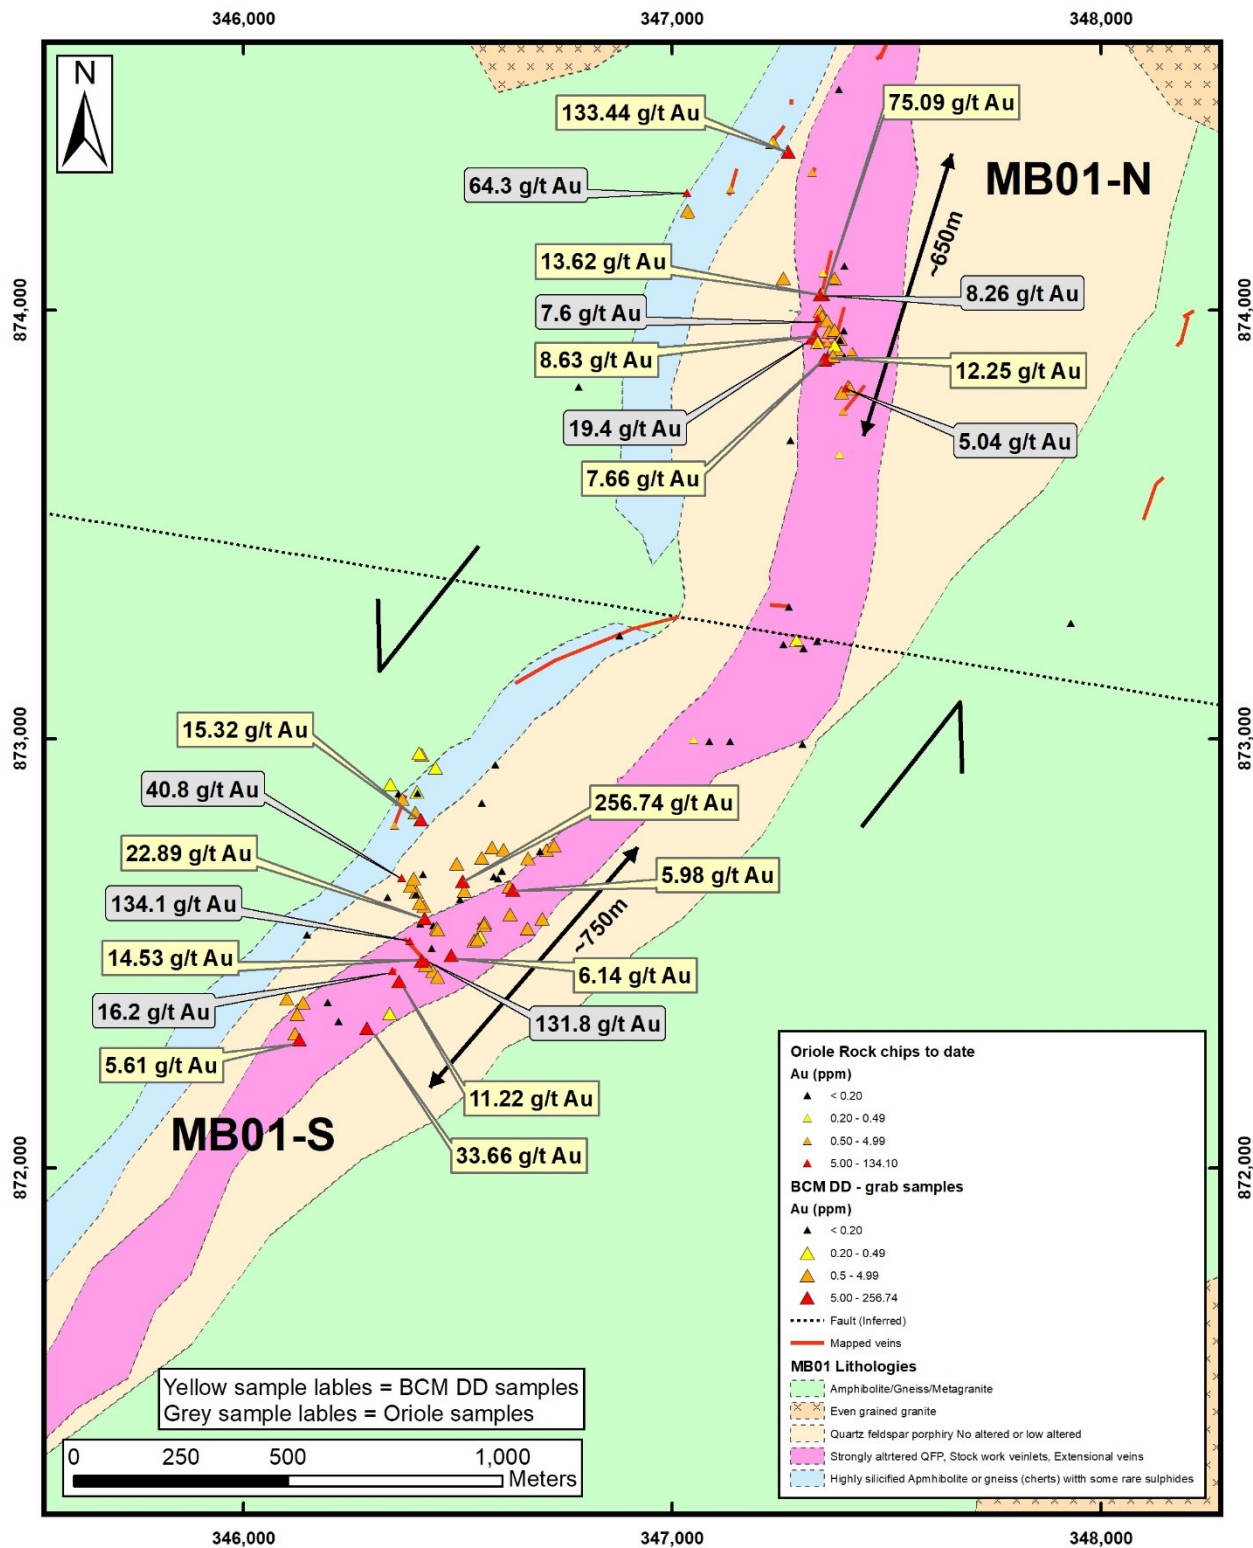 346,000
347,000
348,000
N
133.44 g/t Au
75.09 g/t Au
64.3 g/t Au
MB01-N
~650m
13.62 g/t Au
8.26 g/t Au
7.6 g/t Au
874,000
874,000
8.63 g/t Au
12.25 g/t Au
19.4 g/t Au
5.04 g/t Au
7.66 g/t Au
15.32 g/t Au
873,000
873,000
40.8 g/t Au
256.74 g/t Au
22.89 g/t Au
5.98 g/t Au
134.1 g/t Au
~750m
14.53 g/t Au
6.14 g/t Au
16.2 g/t Au
131.8 g/t Au
5.61 g/t Au
11.22 g/t Au
MB01-S
33.66 g/t Au
872,000
872,000
Oriole Rock chips to date
Au (ppm)
< 0.20
0.20 - 0.49
0.50 - 4.99
5.00 - 134.10
BCM DD - grab samples
Au (ppm)
< 0.20
0.20 - 0.49
0.5 - 4.99
5.00 - 256.74
Fault (Inferred)
Mapped veins
MB01 Lithologies
Amphibolite/Gneiss/Metagranite
Even grained granite
Quartz feldspar porphiry No altered or low altered
Strongly altrtered QFP, Stock work veinlets, Extensional veins
Highly silicified Apmhibolite or gneiss (cherts) witth some rare sulphides
Yellow sample lables = BCM DD samples
Grey sample lables = Oriole samples
0 250 500 1,000
Meters
346,000
347,000
348,000